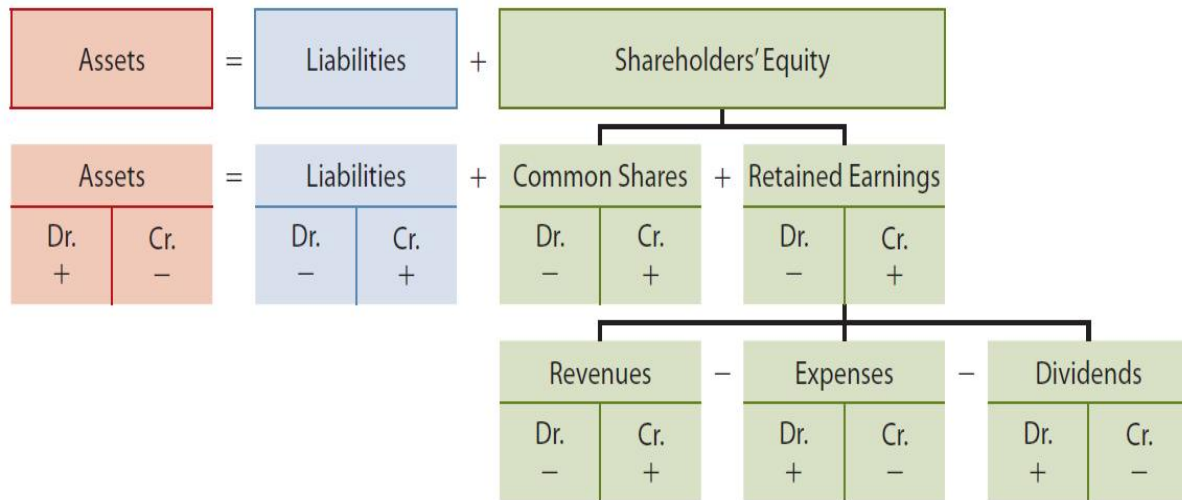 Assets = Liabilities + Shareholders' Equity
Assets = Liabilities + Common Shares + Retained Earnings
Dr. Cr. Dr. Cr. Dr. Cr. Dr. Cr.
+ − − + − + − +
Revenues − Expenses − Dividends
Dr. Cr. Dr. Cr. Dr. Cr.
− + + − + −